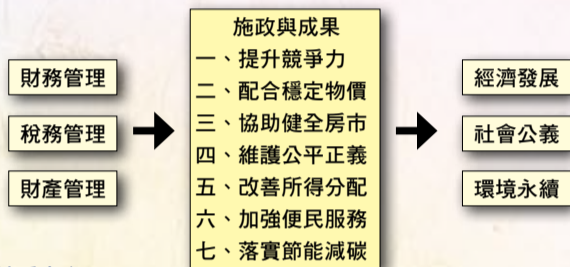 財務管理
稅務管理
財產管理
施政與成果
一、提升競爭力
二、配合穩定物價
三、協助健全房市
四、維護公平正義
五、改善所得分配
六、加強便民服務
七、落實節能減碳
經濟發展
社會公義
環境永續